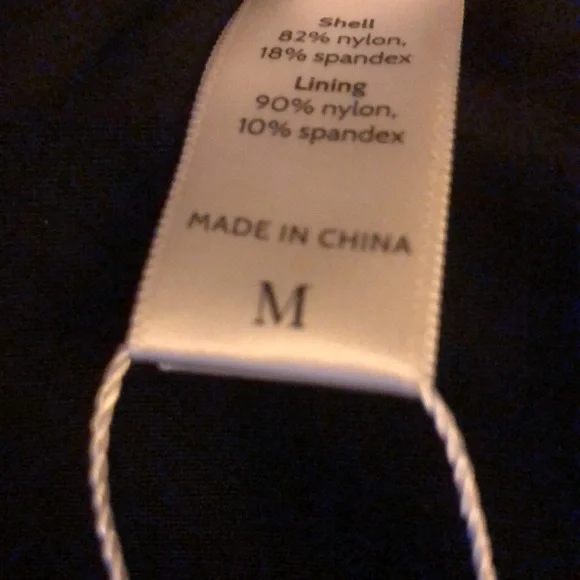 Shell
82% nylon,
18% spandex
Lining
90% nylon,
10% spandex
MADE IN CHINA
M